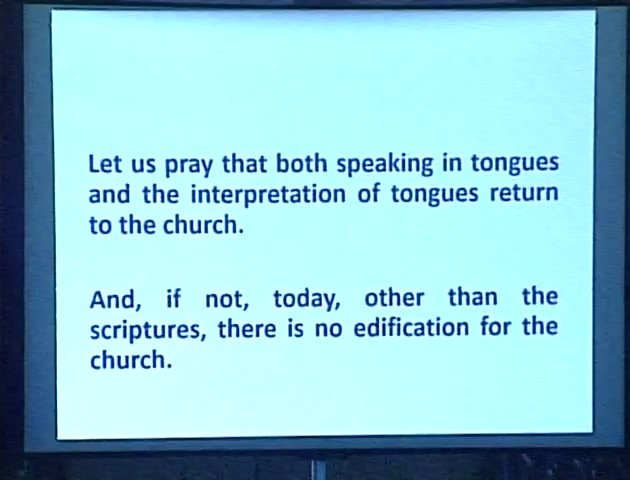 Let us pray that both speaking in tongues
and the interpretation of tongues return
to the church.
And, if not, today, other than the
scriptures, there is no edification for the
church.